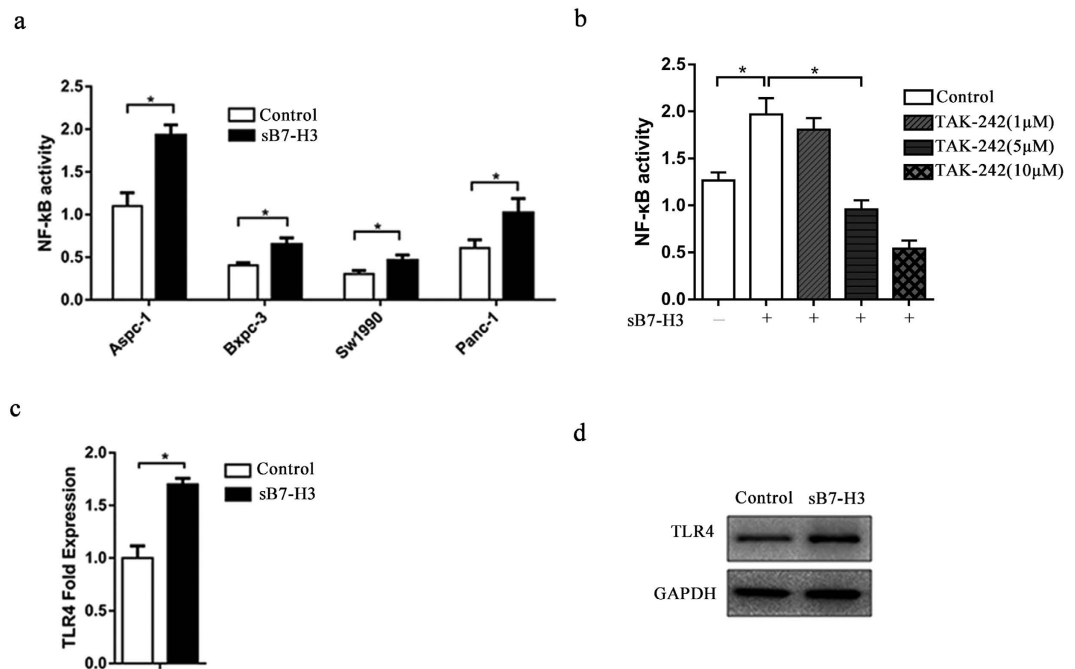 a
NF-kB activity
2.5
2.0
1.5
1.0
0.5
0.0
*
*
*
*
Control
sB7-H3
Aspc-1
Bxpc-3
Sw1990
Panc-1
b
NF-κB activity
2.5
2.0
1.5
1.0
0.5
0.0
*
*
Control
TAK-242(1μM)
TAK-242(5μM)
TAK-242(10μM)
sB7-H3 — + + + +
c
TLR4 Fold Expression
2.0
1.5
1.0
0.5
0.0
*
Control
sB7-H3
d
Control sB7-H3
TLR4
GAPDH